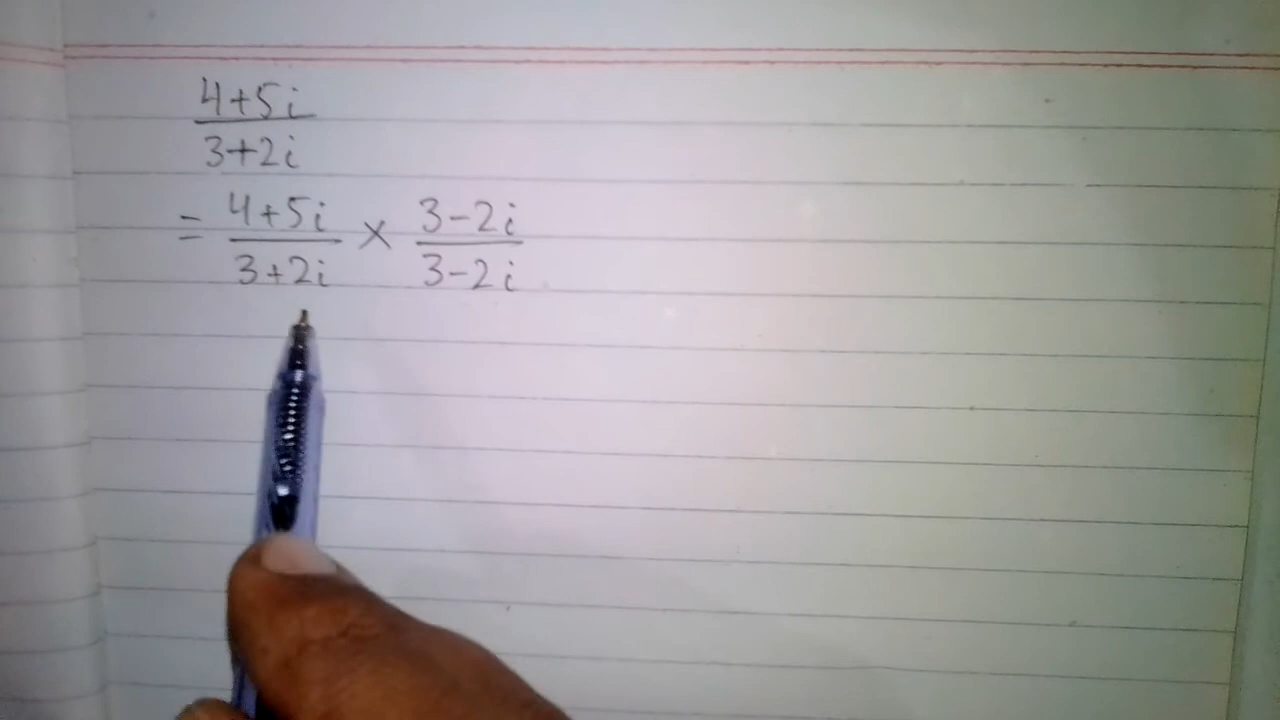 4+5i
3+2i
= 4+5i × 3-2i
3+2i 3-2i